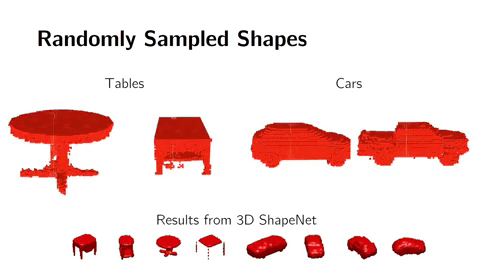 Randomly Sampled Shapes
Tables
Cars
Results from 3D ShapeNet